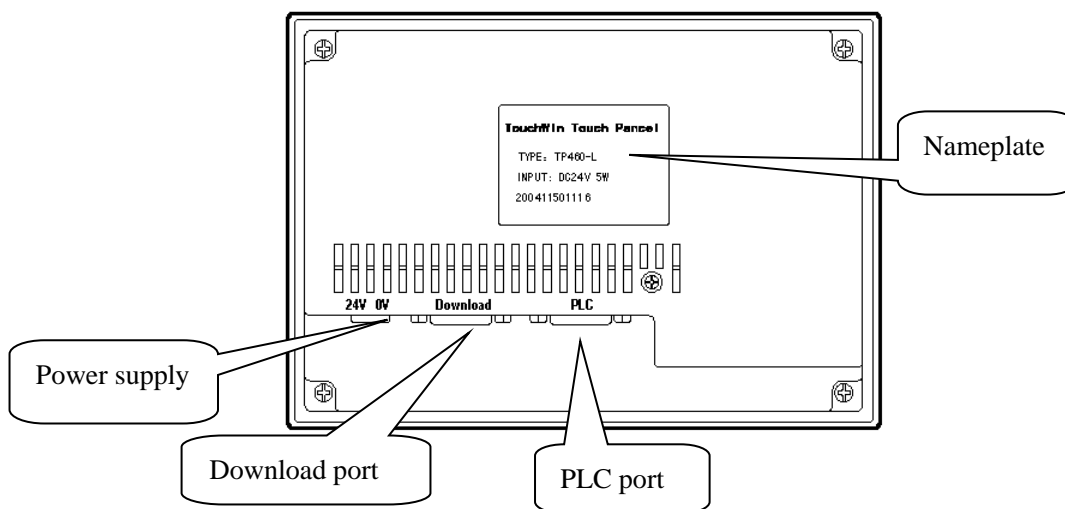 TouchWin Touch Pancel
TYPE: TP460-L
INPUT: DC24V 5W
200411501116
Nameplate
24V 0V Download PLC
Power supply
Download port
PLC port